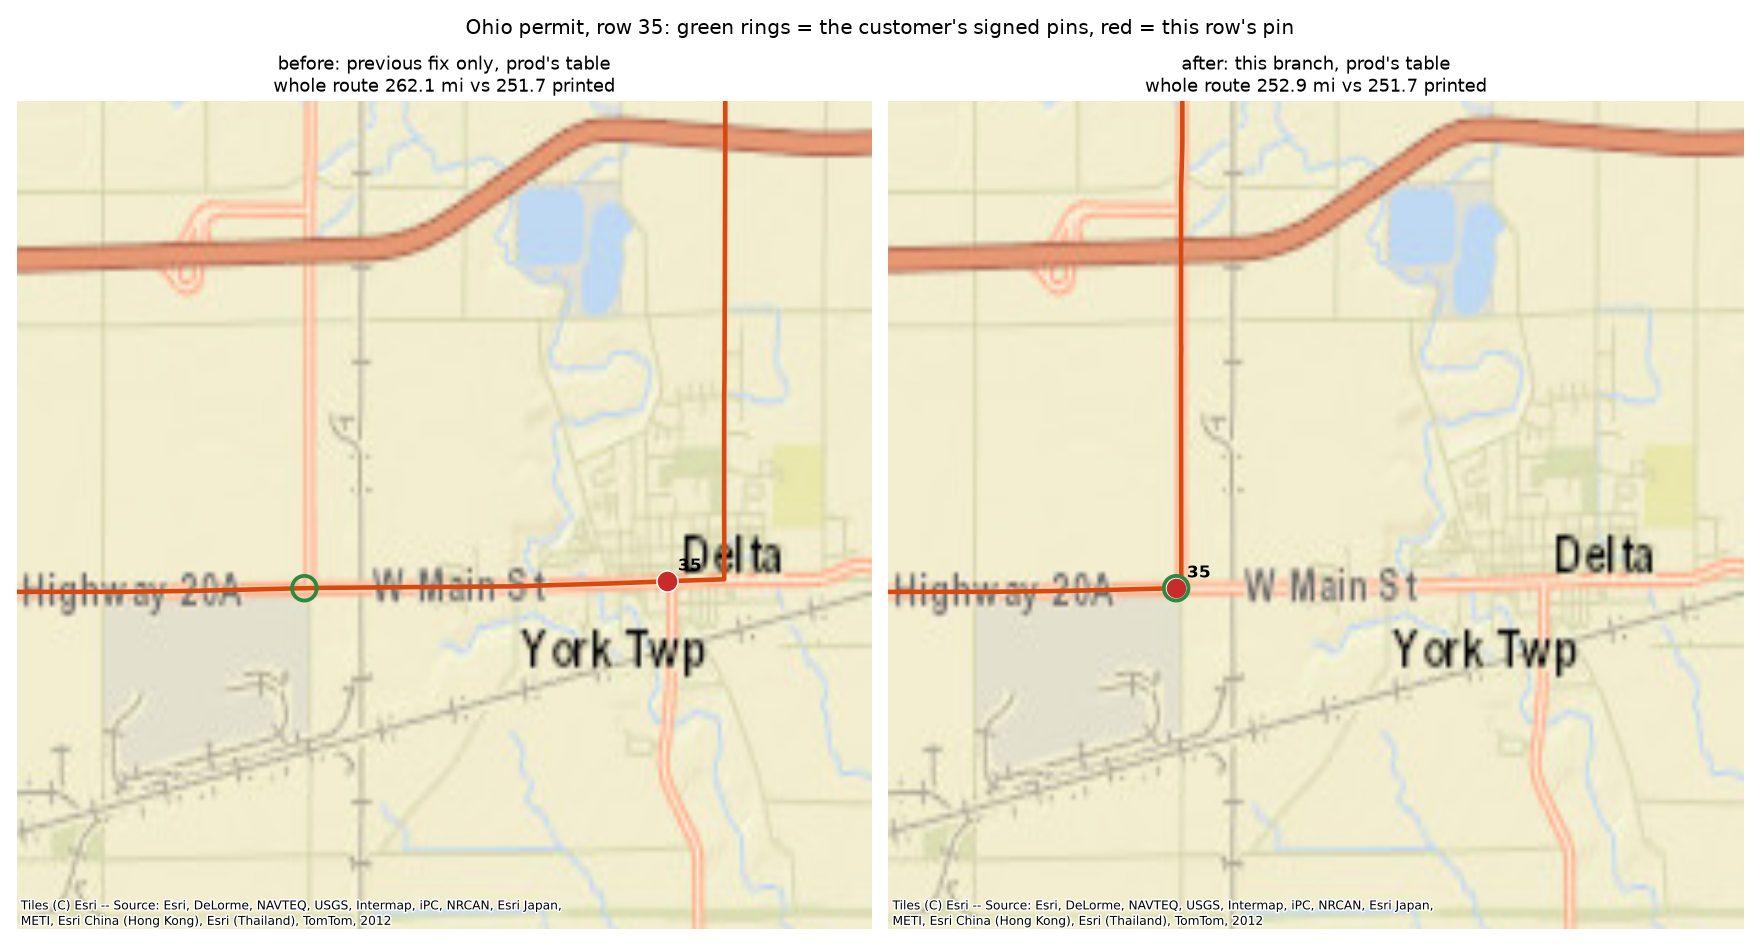 Ohio permit, row 35: green rings = the customer's signed pins, red = this row's pin
before: previous fix only, prod's table
whole route 262.1 mi vs 251.7 printed
35
Delta
Highway 20A
W Main St
York Twp
Tiles (C) Esri -- Source: Esri, DeLorme, NAVTEQ, USGS, Intermap, iPC, NRCAN, Esri Japan,
METI, Esri China (Hong Kong), Esri (Thailand), TomTom, 2012
after: this branch, prod's table
whole route 252.9 mi vs 251.7 printed
35
Delta
Highway 20A
W Main St
York Twp
Tiles (C) Esri -- Source: Esri, DeLorme, NAVTEQ, USGS, Intermap, iPC, NRCAN, Esri Japan,
METI, Esri China (Hong Kong), Esri (Thailand), TomTom, 2012